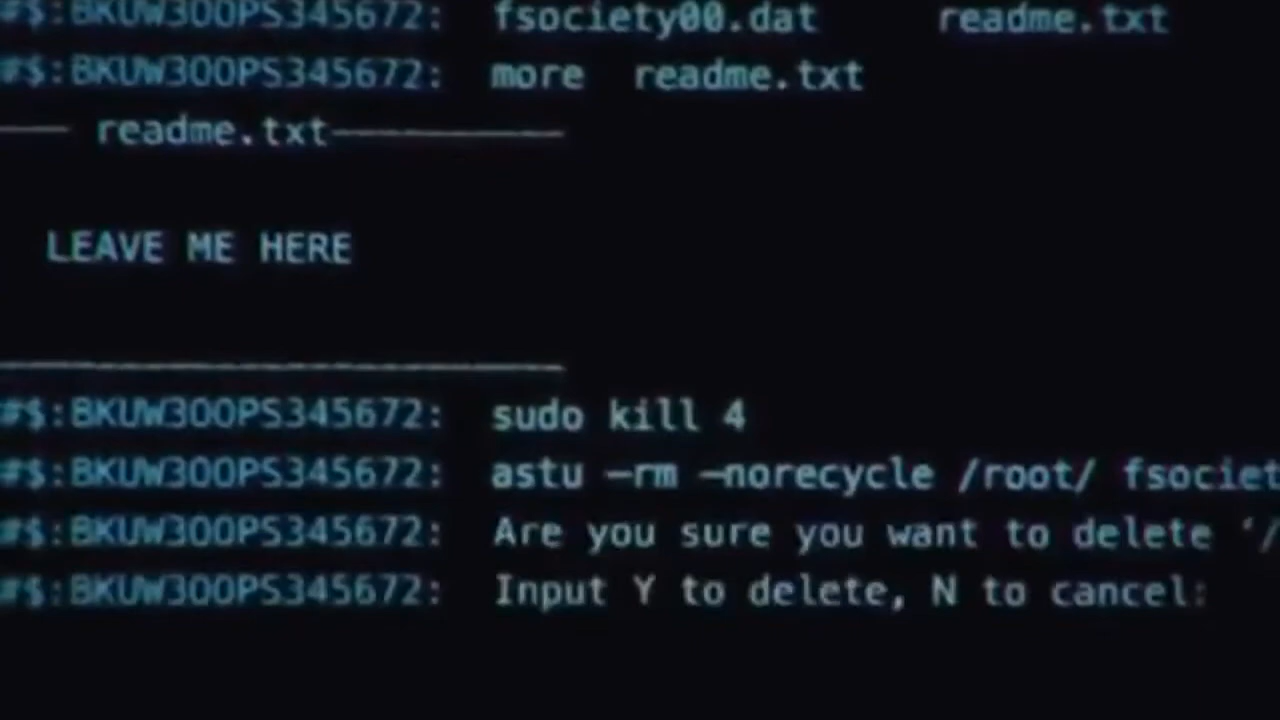 #$:BKUW300PS345672: fsociety00.dat readme.txt
#$:BKUW300PS345672: more readme.txt
—— readme.txt——————
LEAVE ME HERE
#$:BKUW300PS345672: sudo kill 4
#$:BKUW300PS345672: astu —rm —norecycle /root/ fsociet
#$:BKUW300PS345672: Are you sure you want to delete ‘/
#$:BKUW300PS345672: Input Y to delete, N to cancel: